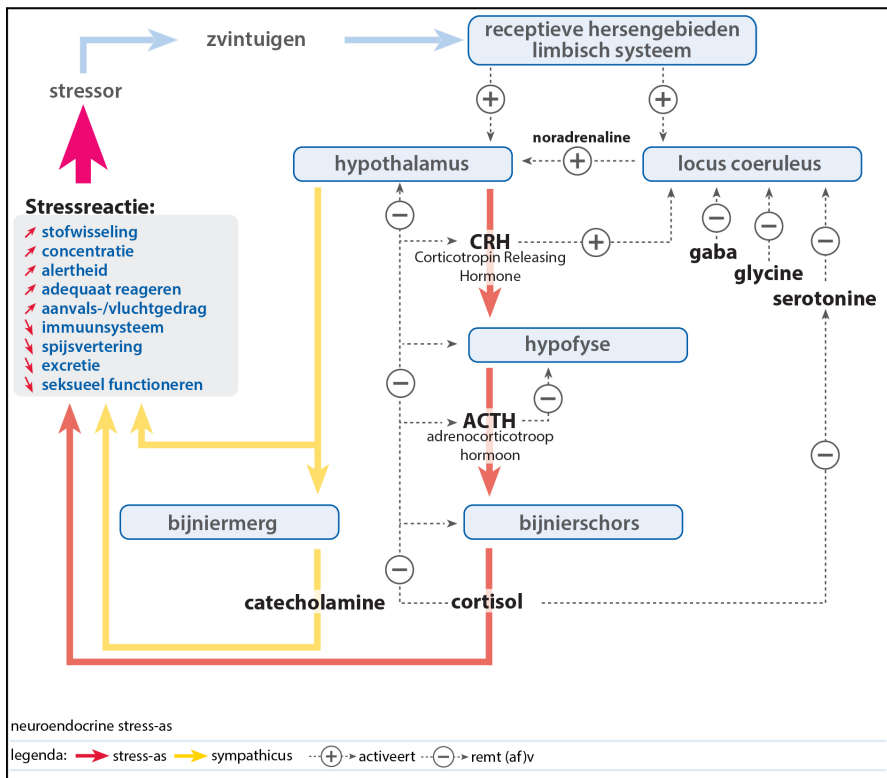 zvintuigen
receptieve hersengebieden
limbisch systeem
stressor
+
+
noradrenaline
hypothalamus
+
locus coeruleus
Stressreactie:
stofwisseling
concentratie
alertheid
adequaat reageren
aanvals-/vluchtgedrag
immuunsysteem
spijsvertering
excretie
seksueel functioneren
−
CRH
Corticotropin Releasing
Hormone
+
−
−
−
gaba
glycine
serotonine
hypofyse
−
−
ACTH
adrenocorticotroop
hormoon
−
bijniermerg
bijnierschors
−
catecholamine
cortisol
neuroendocrine stress-as
legenda: stress-as sympathicus + activeert − remt (af)v